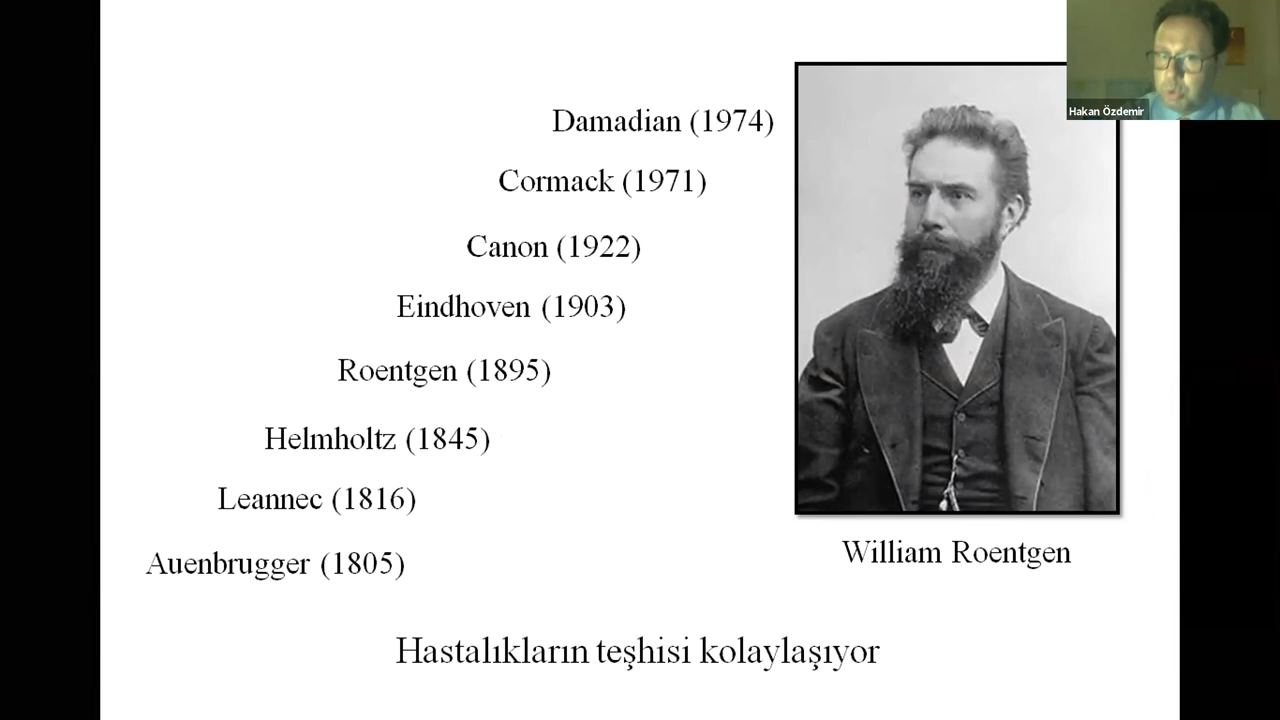 Hakan Özdemir
Damadian (1974)
Cormack (1971)
Canon (1922)
Eindhoven (1903)
Roentgen (1895)
Helmholtz (1845)
Leannec (1816)
Auenbrugger (1805)
William Roentgen
Hastalıkların teşhisi kolaylaşıyor